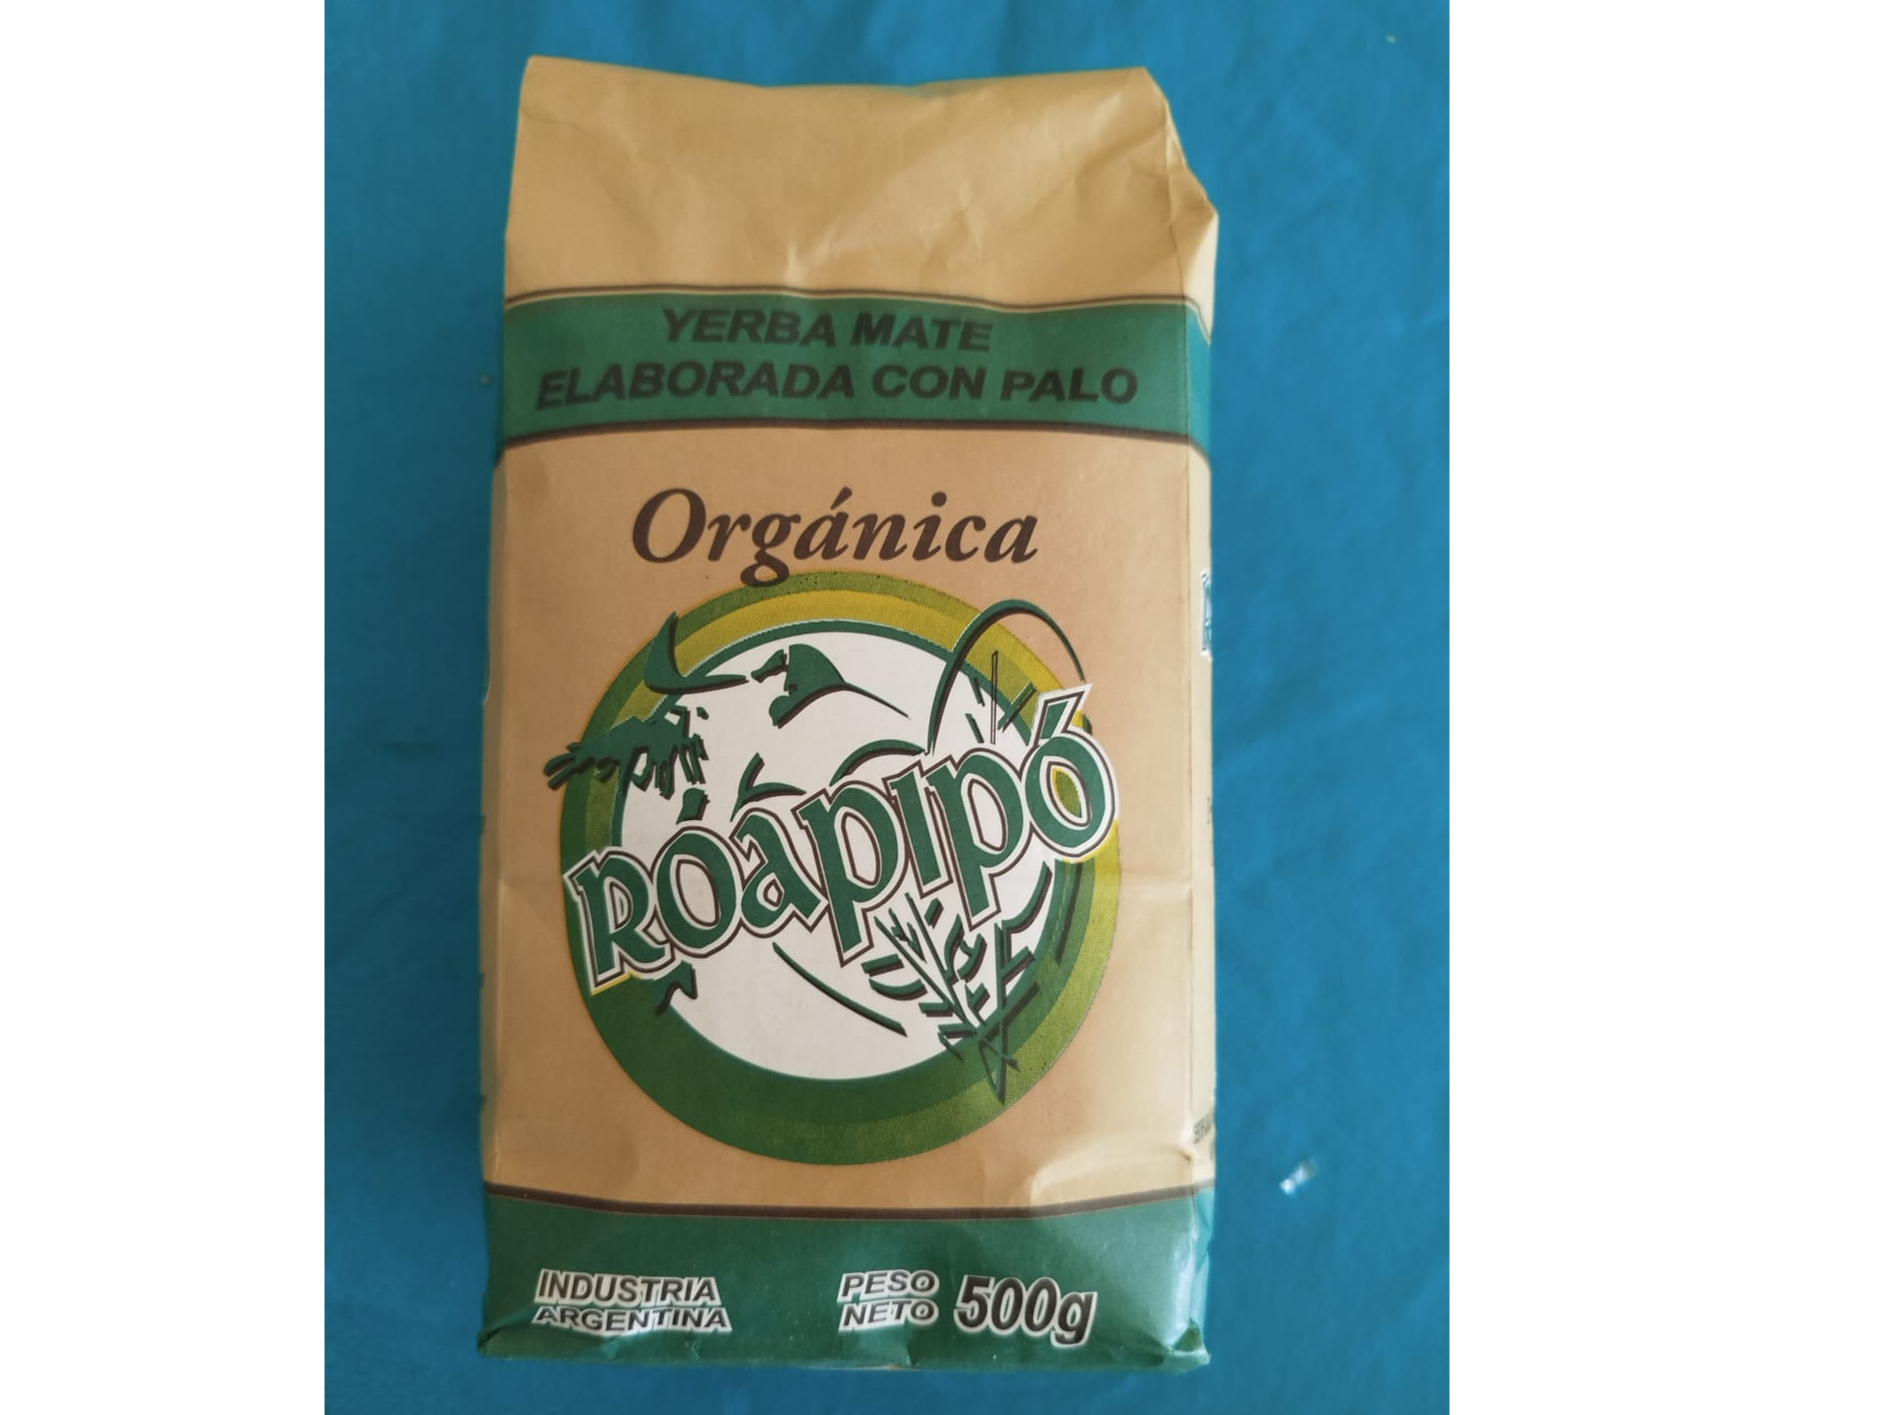 YERBA MATE
ELABORADA CON PALO
Orgánica
Roapipó
INDUSTRIA
ARGENTINA
PESO
NETO
500g